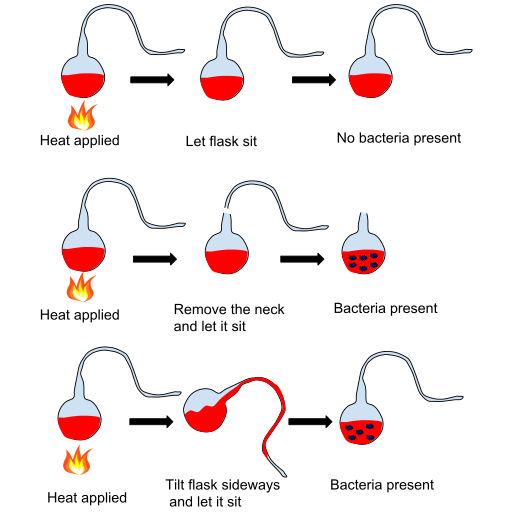 Heat applied
Let flask sit
No bacteria present
Heat applied
Remove the neck
and let it sit
Bacteria present
Heat applied
Tilt flask sideways
and let it sit
Bacteria present